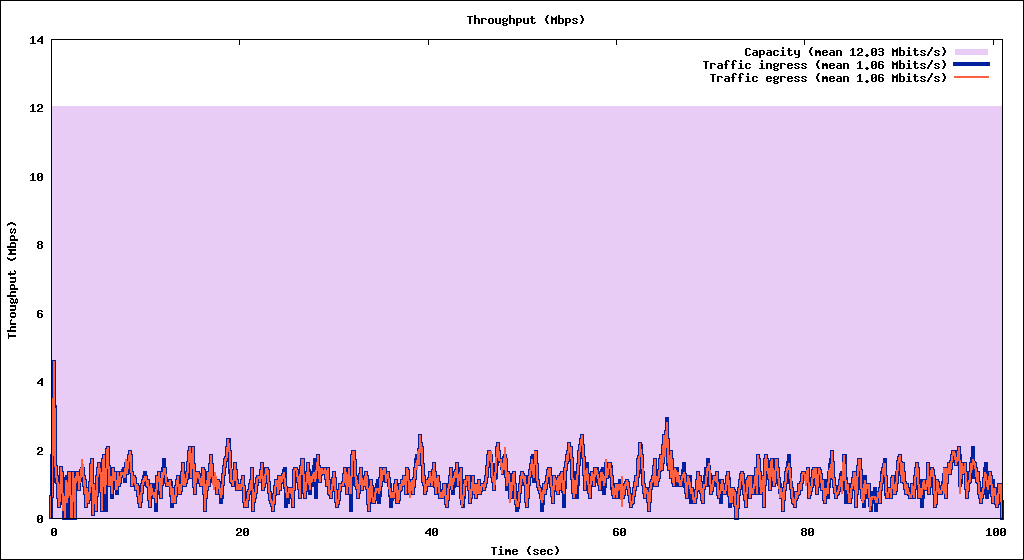 Throughput (Mbps)
14
12
10
8
6
4
2
0
Throughput (Mbps)
Capacity (mean 12.03 Mbits/s)
Traffic ingress (mean 1.06 Mbits/s)
Traffic egress (mean 1.06 Mbits/s)
0 20 40 60 80 100
Time (sec)